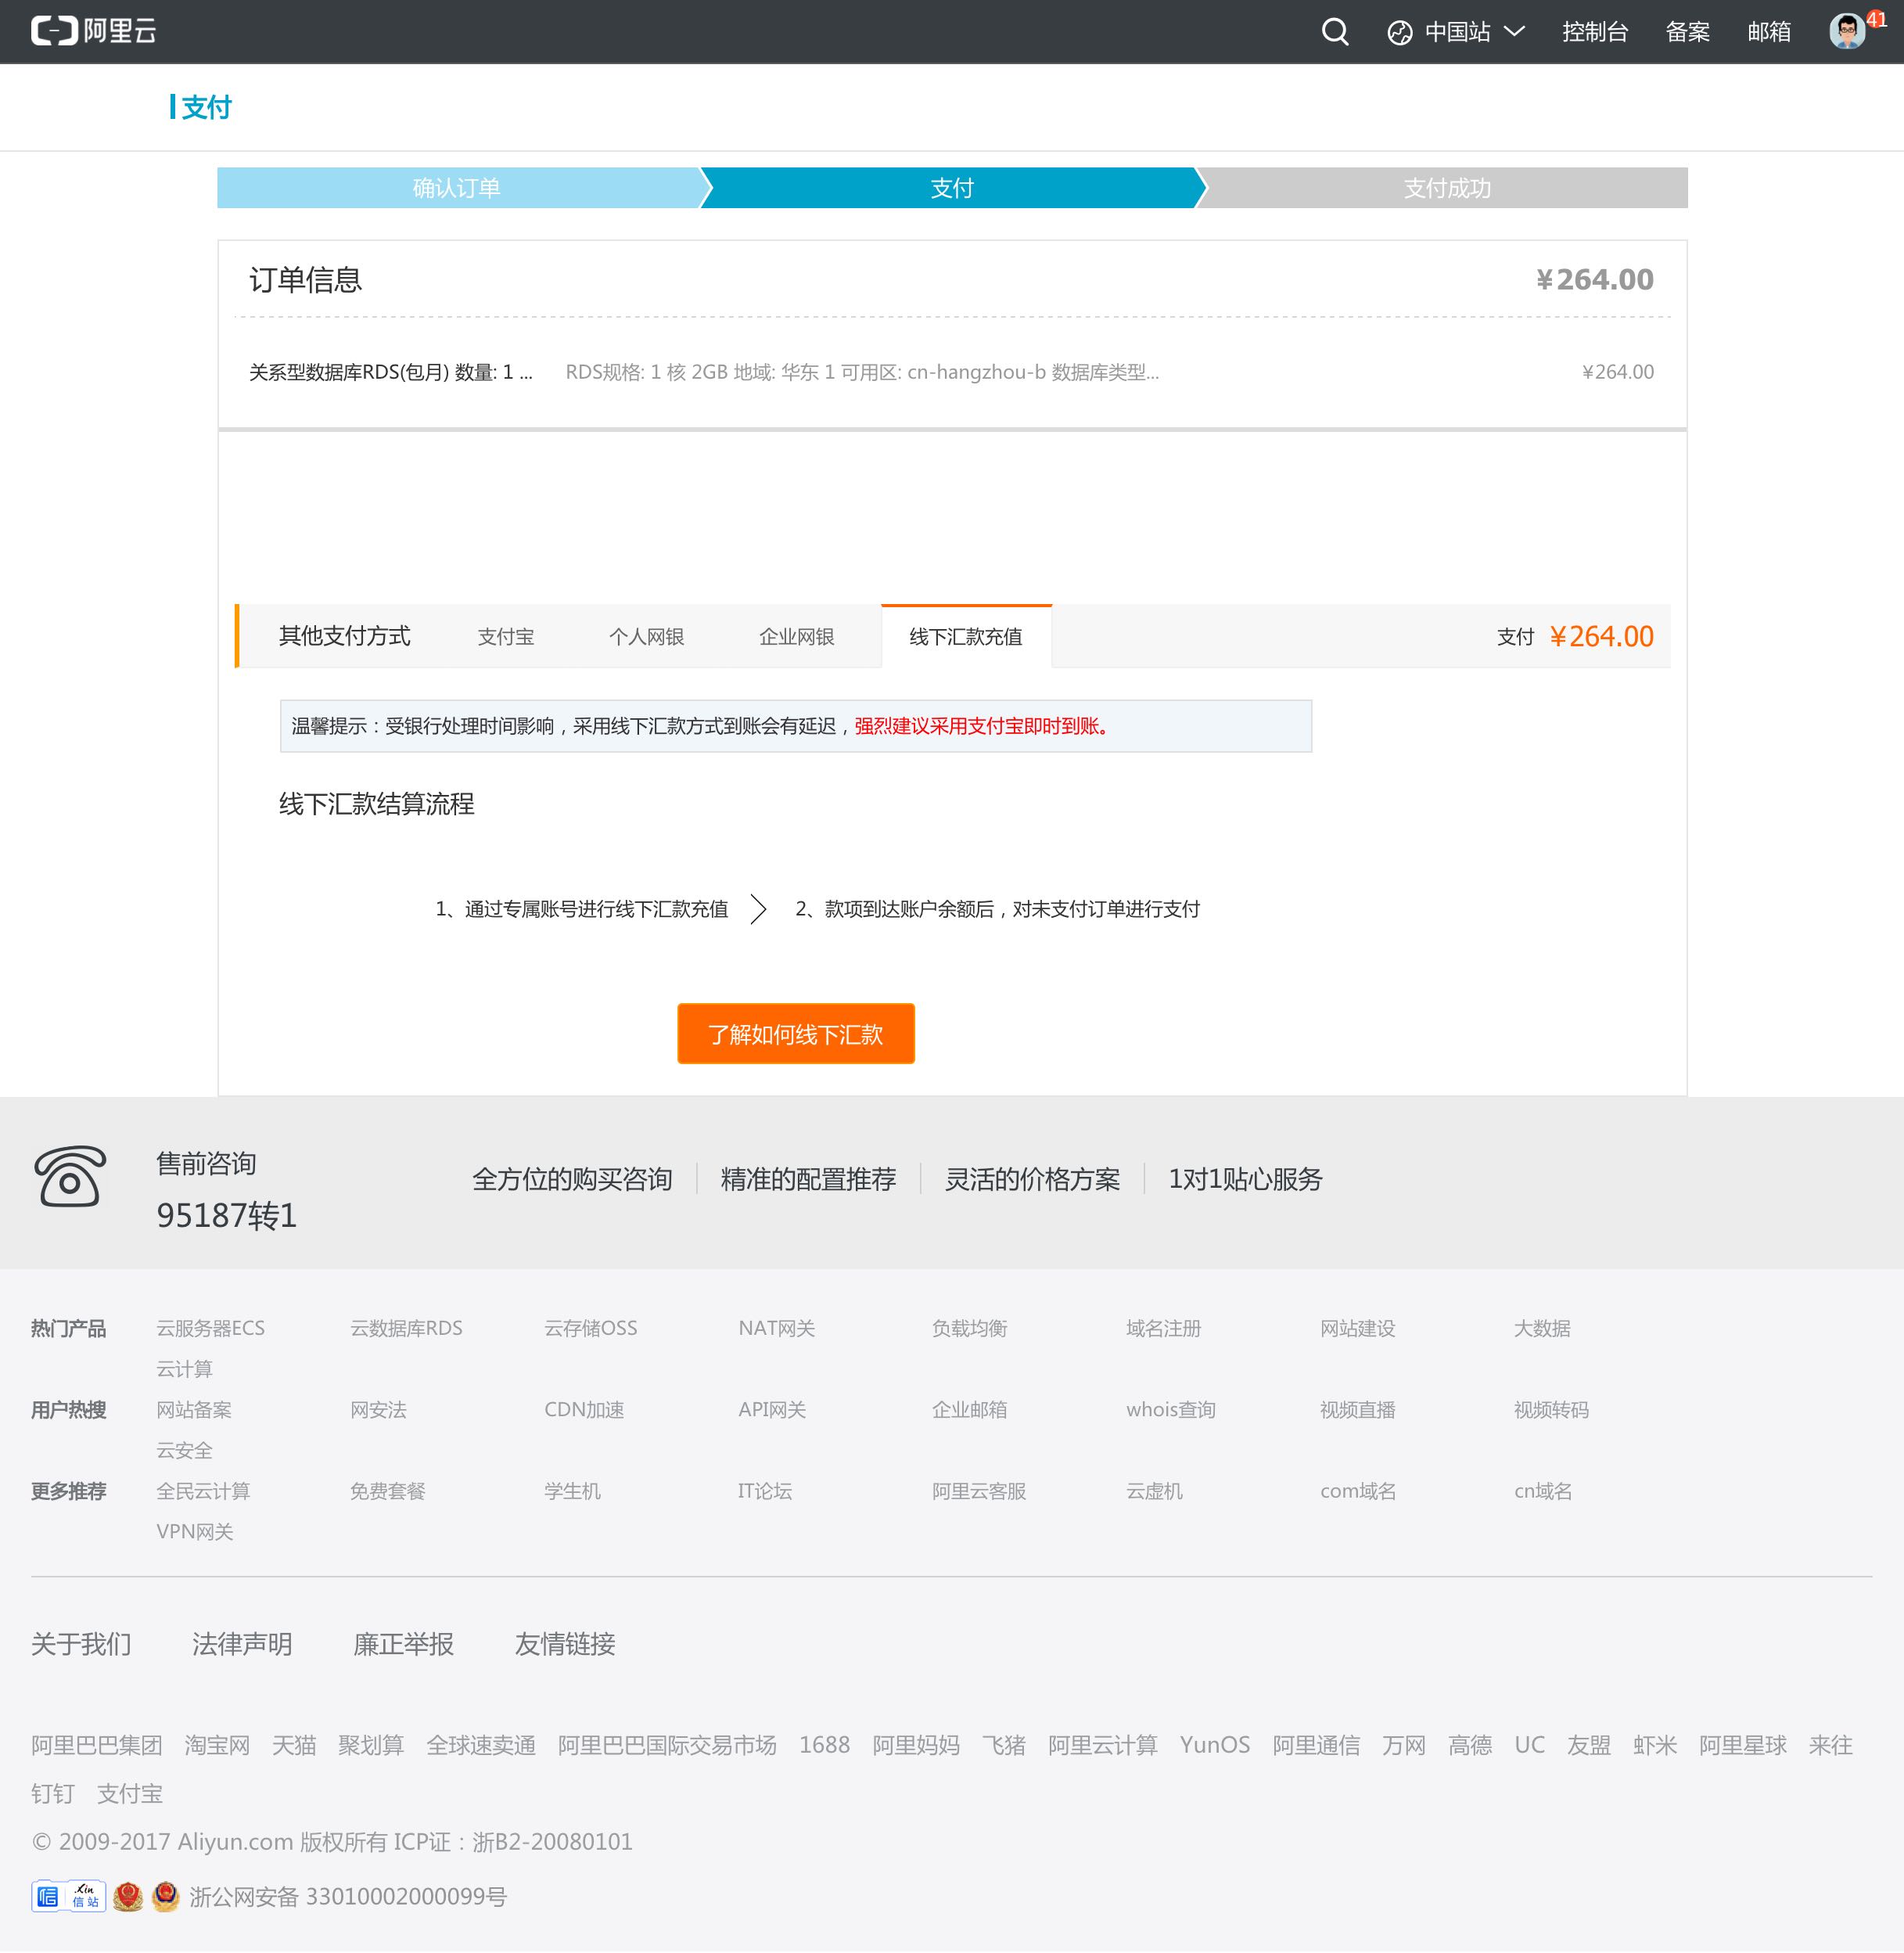 阿里云 中国站 控制台 备案 邮箱 41
支付
确认订单 支付 支付成功
订单信息 ¥264.00
关系型数据库RDS(包月) 数量: 1 ... RDS规格: 1 核 2GB 地域: 华东 1 可用区: cn-hangzhou-b 数据库类型... ¥264.00
其他支付方式 支付宝 个人网银 企业网银 线下汇款充值 支付 ¥264.00
温馨提示：受银行处理时间影响，采用线下汇款方式到账会有延迟，强烈建议采用支付宝即时到账。
线下汇款结算流程
1、通过专属账号进行线下汇款充值 2、款项到达账户余额后，对未支付订单进行支付
了解如何线下汇款
售前咨询
95187转1
全方位的购买咨询 精准的配置推荐 灵活的价格方案 1对1贴心服务
热门产品 云服务器ECS 云数据库RDS 云存储OSS NAT网关 负载均衡 域名注册 网站建设 大数据
云计算
用户热搜 网站备案 网安法 CDN加速 API网关 企业邮箱 whois查询 视频直播 视频转码
云安全
更多推荐 全民云计算 免费套餐 学生机 IT论坛 阿里云客服 云虚机 com域名 cn域名
VPN网关
关于我们 法律声明 廉正举报 友情链接
阿里巴巴集团 淘宝网 天猫 聚划算 全球速卖通 阿里巴巴国际交易市场 1688 阿里妈妈 飞猪 阿里云计算 YunOS 阿里通信 万网 高德 UC 友盟 虾米 阿里星球 来往
钉钉 支付宝
© 2009-2017 Aliyun.com 版权所有 ICP证：浙B2-20080101
信 Xin 信站 浙公网安备 33010002000099号